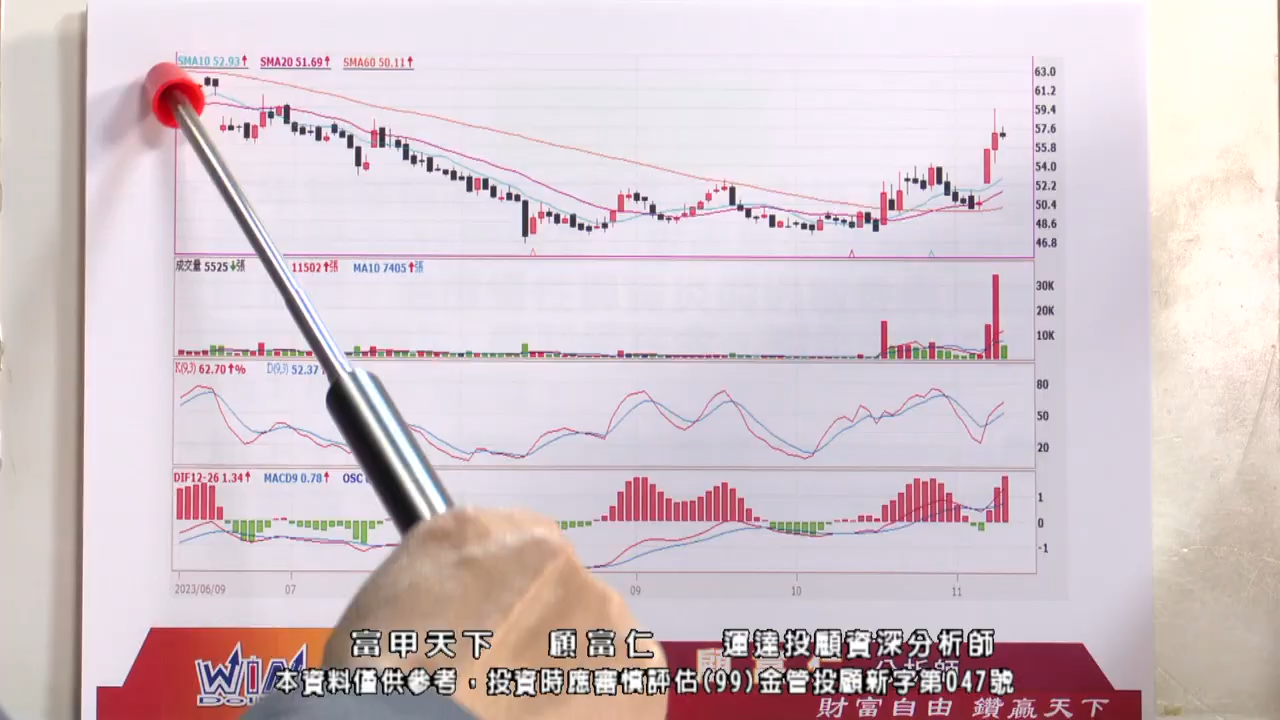 SMA10 52.93↑ SMA20 51.69↑ SMA60 50.11↑
63.0
61.2
59.4
57.6
55.8
54.0
52.2
50.4
48.6
46.8
成交量 5525↓張 11502↑張 MA10 7405↑張
30K
20K
10K
K(9,3) 62.70↑% D(9,3) 52.37
80
50
20
DIF12-26 1.34↑ MACD9 0.78↑ OSC
1
0
-1
2023/06/09 07 09 10 11
富甲天下 顧富仁 運達投顧資深分析師
本資料僅供參考，投資時應審慎評估(99)金管投顧新字第047號
財富自由 鑽贏天下